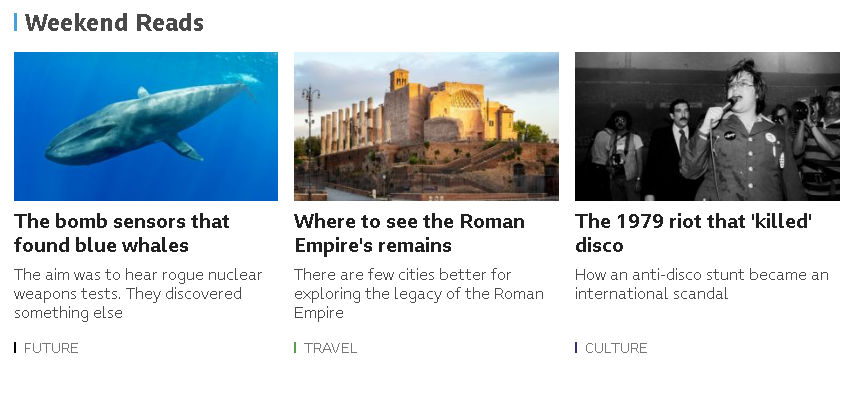 Weekend Reads
The bomb sensors that
found blue whales
The aim was to hear rogue nuclear
weapons tests. They discovered
something else
FUTURE
Where to see the Roman
Empire's remains
There are few cities better for
exploring the legacy of the Roman
Empire
TRAVEL
The 1979 riot that 'killed'
disco
How an anti-disco stunt became an
international scandal
CULTURE